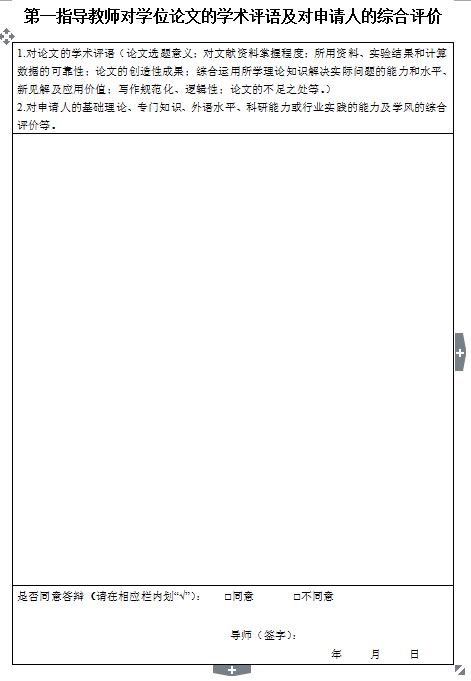 第一指导教师对学位论文的学术评语及对申请人的综合评价
1.对论文的学术评语（论文选题意义；对文献资料掌握程度；所用资料、实验结果和计算
数据的可靠性；论文的创造性成果；综合运用所学理论知识解决实际问题的能力和水平、
新见解及应用价值；写作规范化、逻辑性；论文的不足之处等。）
2.对申请人的基础理论、专门知识、外语水平、科研能力或行业实践的能力及学风的综合
评价等。
是否同意答辩（请在相应栏内划“√”）： □同意 □不同意
导师（签字）：
年 月 日